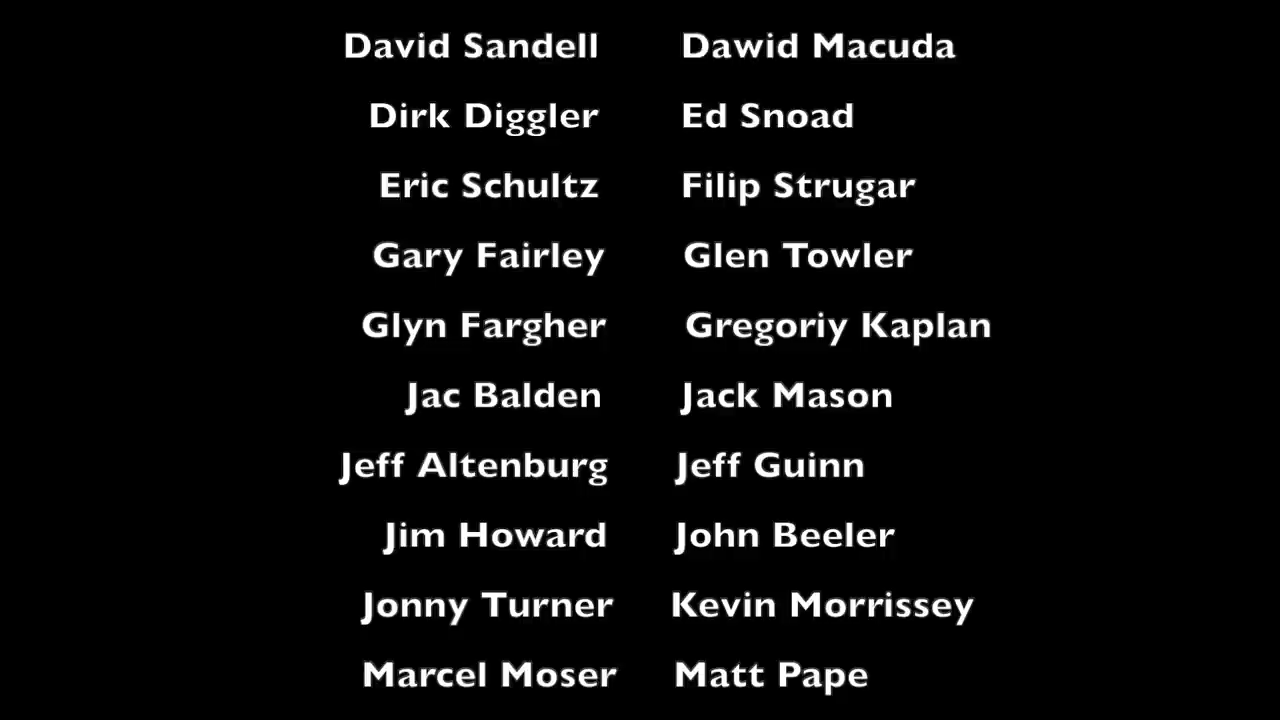 David Sandell Dawid Macuda
Dirk Diggler Ed Snoad
Eric Schultz Filip Strugar
Gary Fairley Glen Towler
Glyn Fargher Gregoriy Kaplan
Jac Balden Jack Mason
Jeff Altenburg Jeff Guinn
Jim Howard John Beeler
Jonny Turner Kevin Morrissey
Marcel Moser Matt Pape